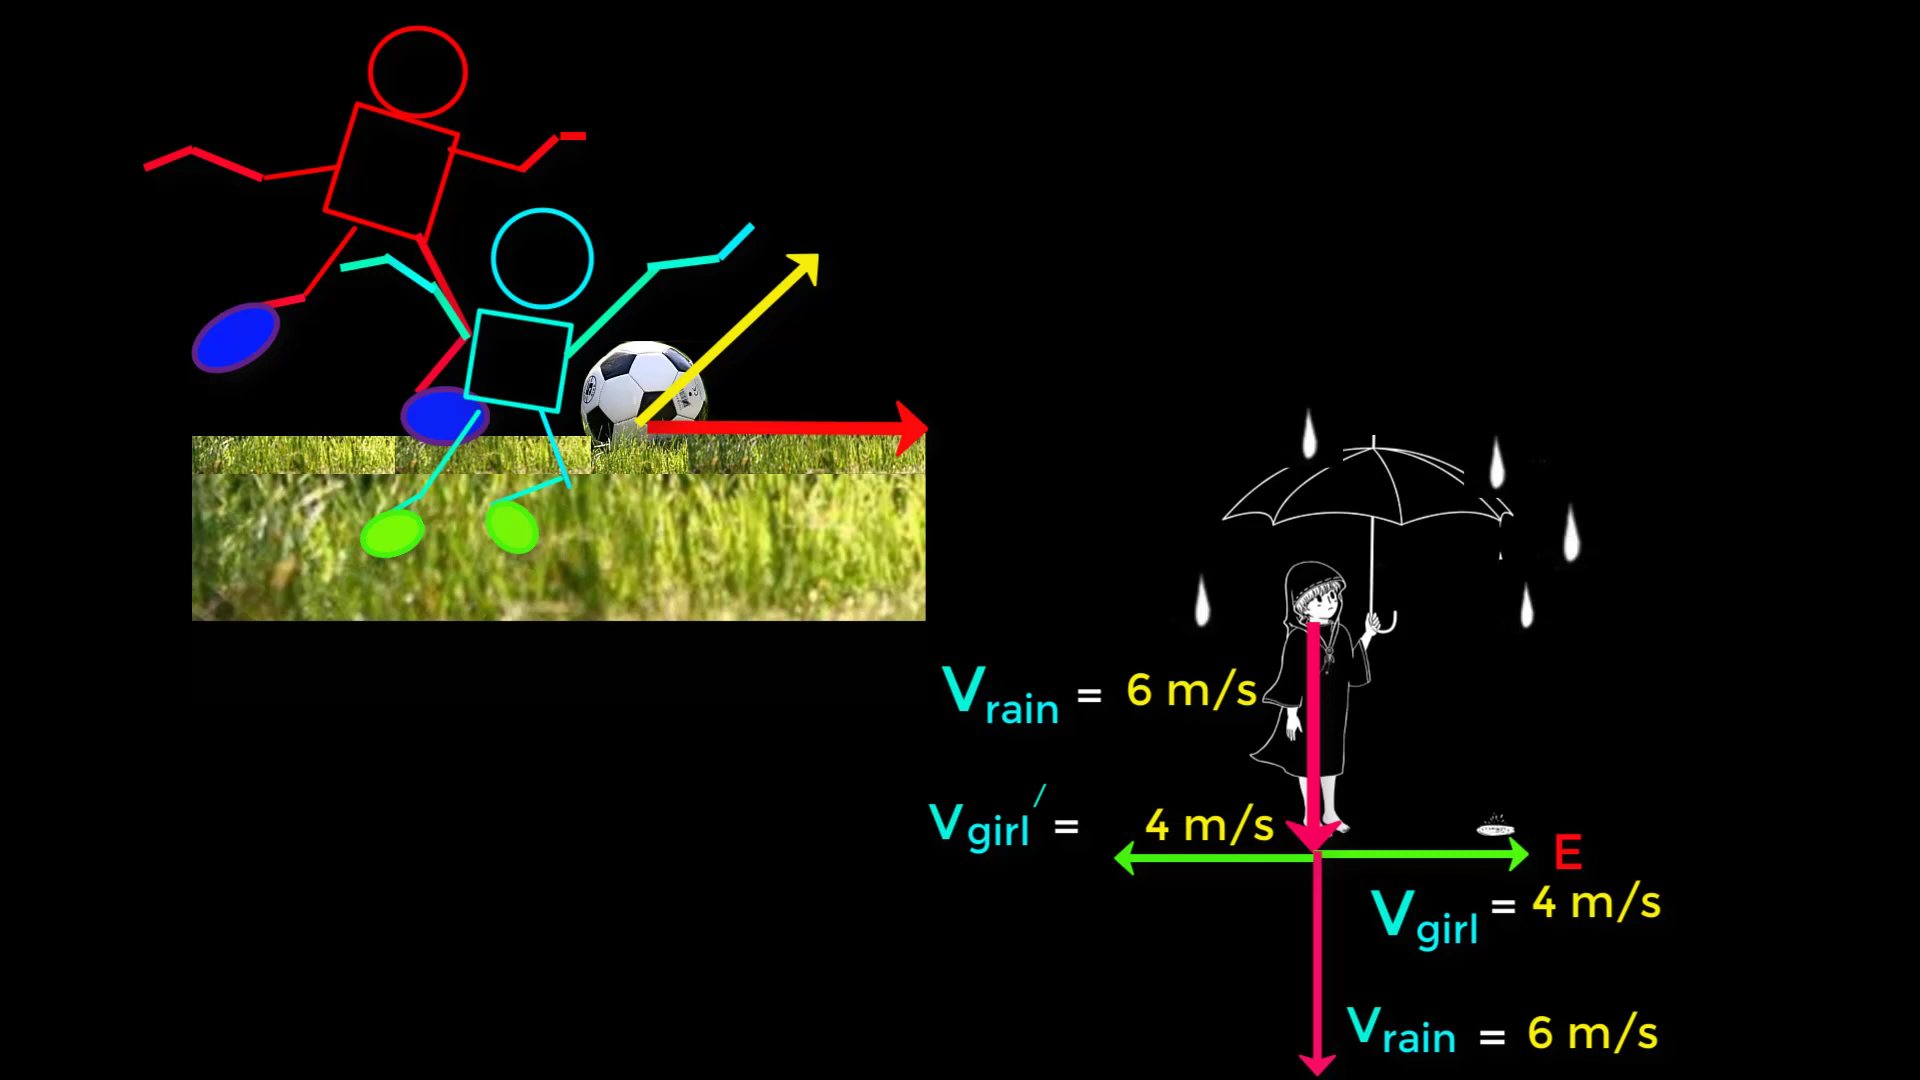 Vrain = 6 m/s
Vgirl′ = 4 m/s
E
Vgirl = 4 m/s
Vrain = 6 m/s